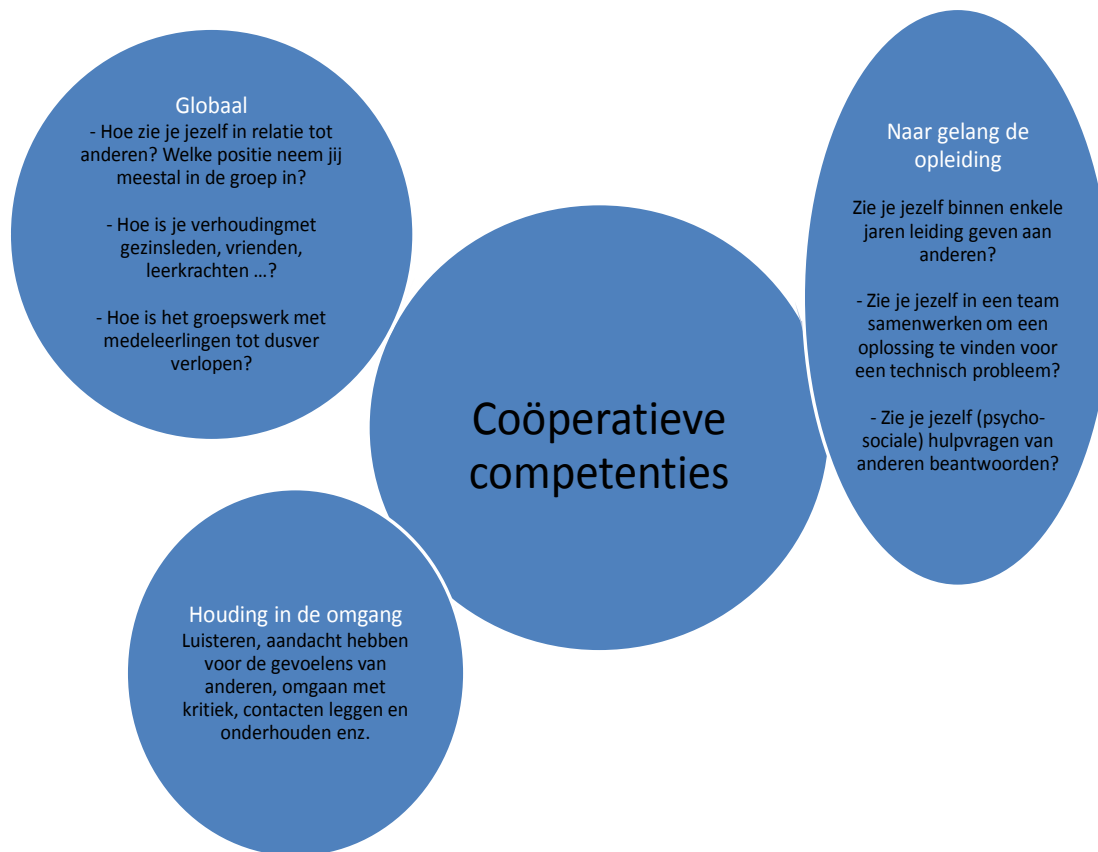 Globaal
- Hoe zie je jezelf in relatie tot
anderen? Welke positie neem jij
meestal in de groep in?
- Hoe is je verhoudingmet
gezinsleden, vrienden,
leerkrachten ...?
- Hoe is het groepswerk met
medeleerlingen tot dusver
verlopen?
Naar gelang de
opleiding
Zie je jezelf binnen enkele
jaren leiding geven aan
anderen?
- Zie je jezelf in een team
samenwerken om een
oplossing te vinden voor
een technisch probleem?
- Zie je jezelf (psycho-
sociale) hulpvragen van
anderen beantwoorden?
Coöperatieve
competenties
Houding in de omgang
Luisteren, aandacht hebben
voor de gevoelens van
anderen, omgaan met
kritiek, contacten leggen en
onderhouden enz.